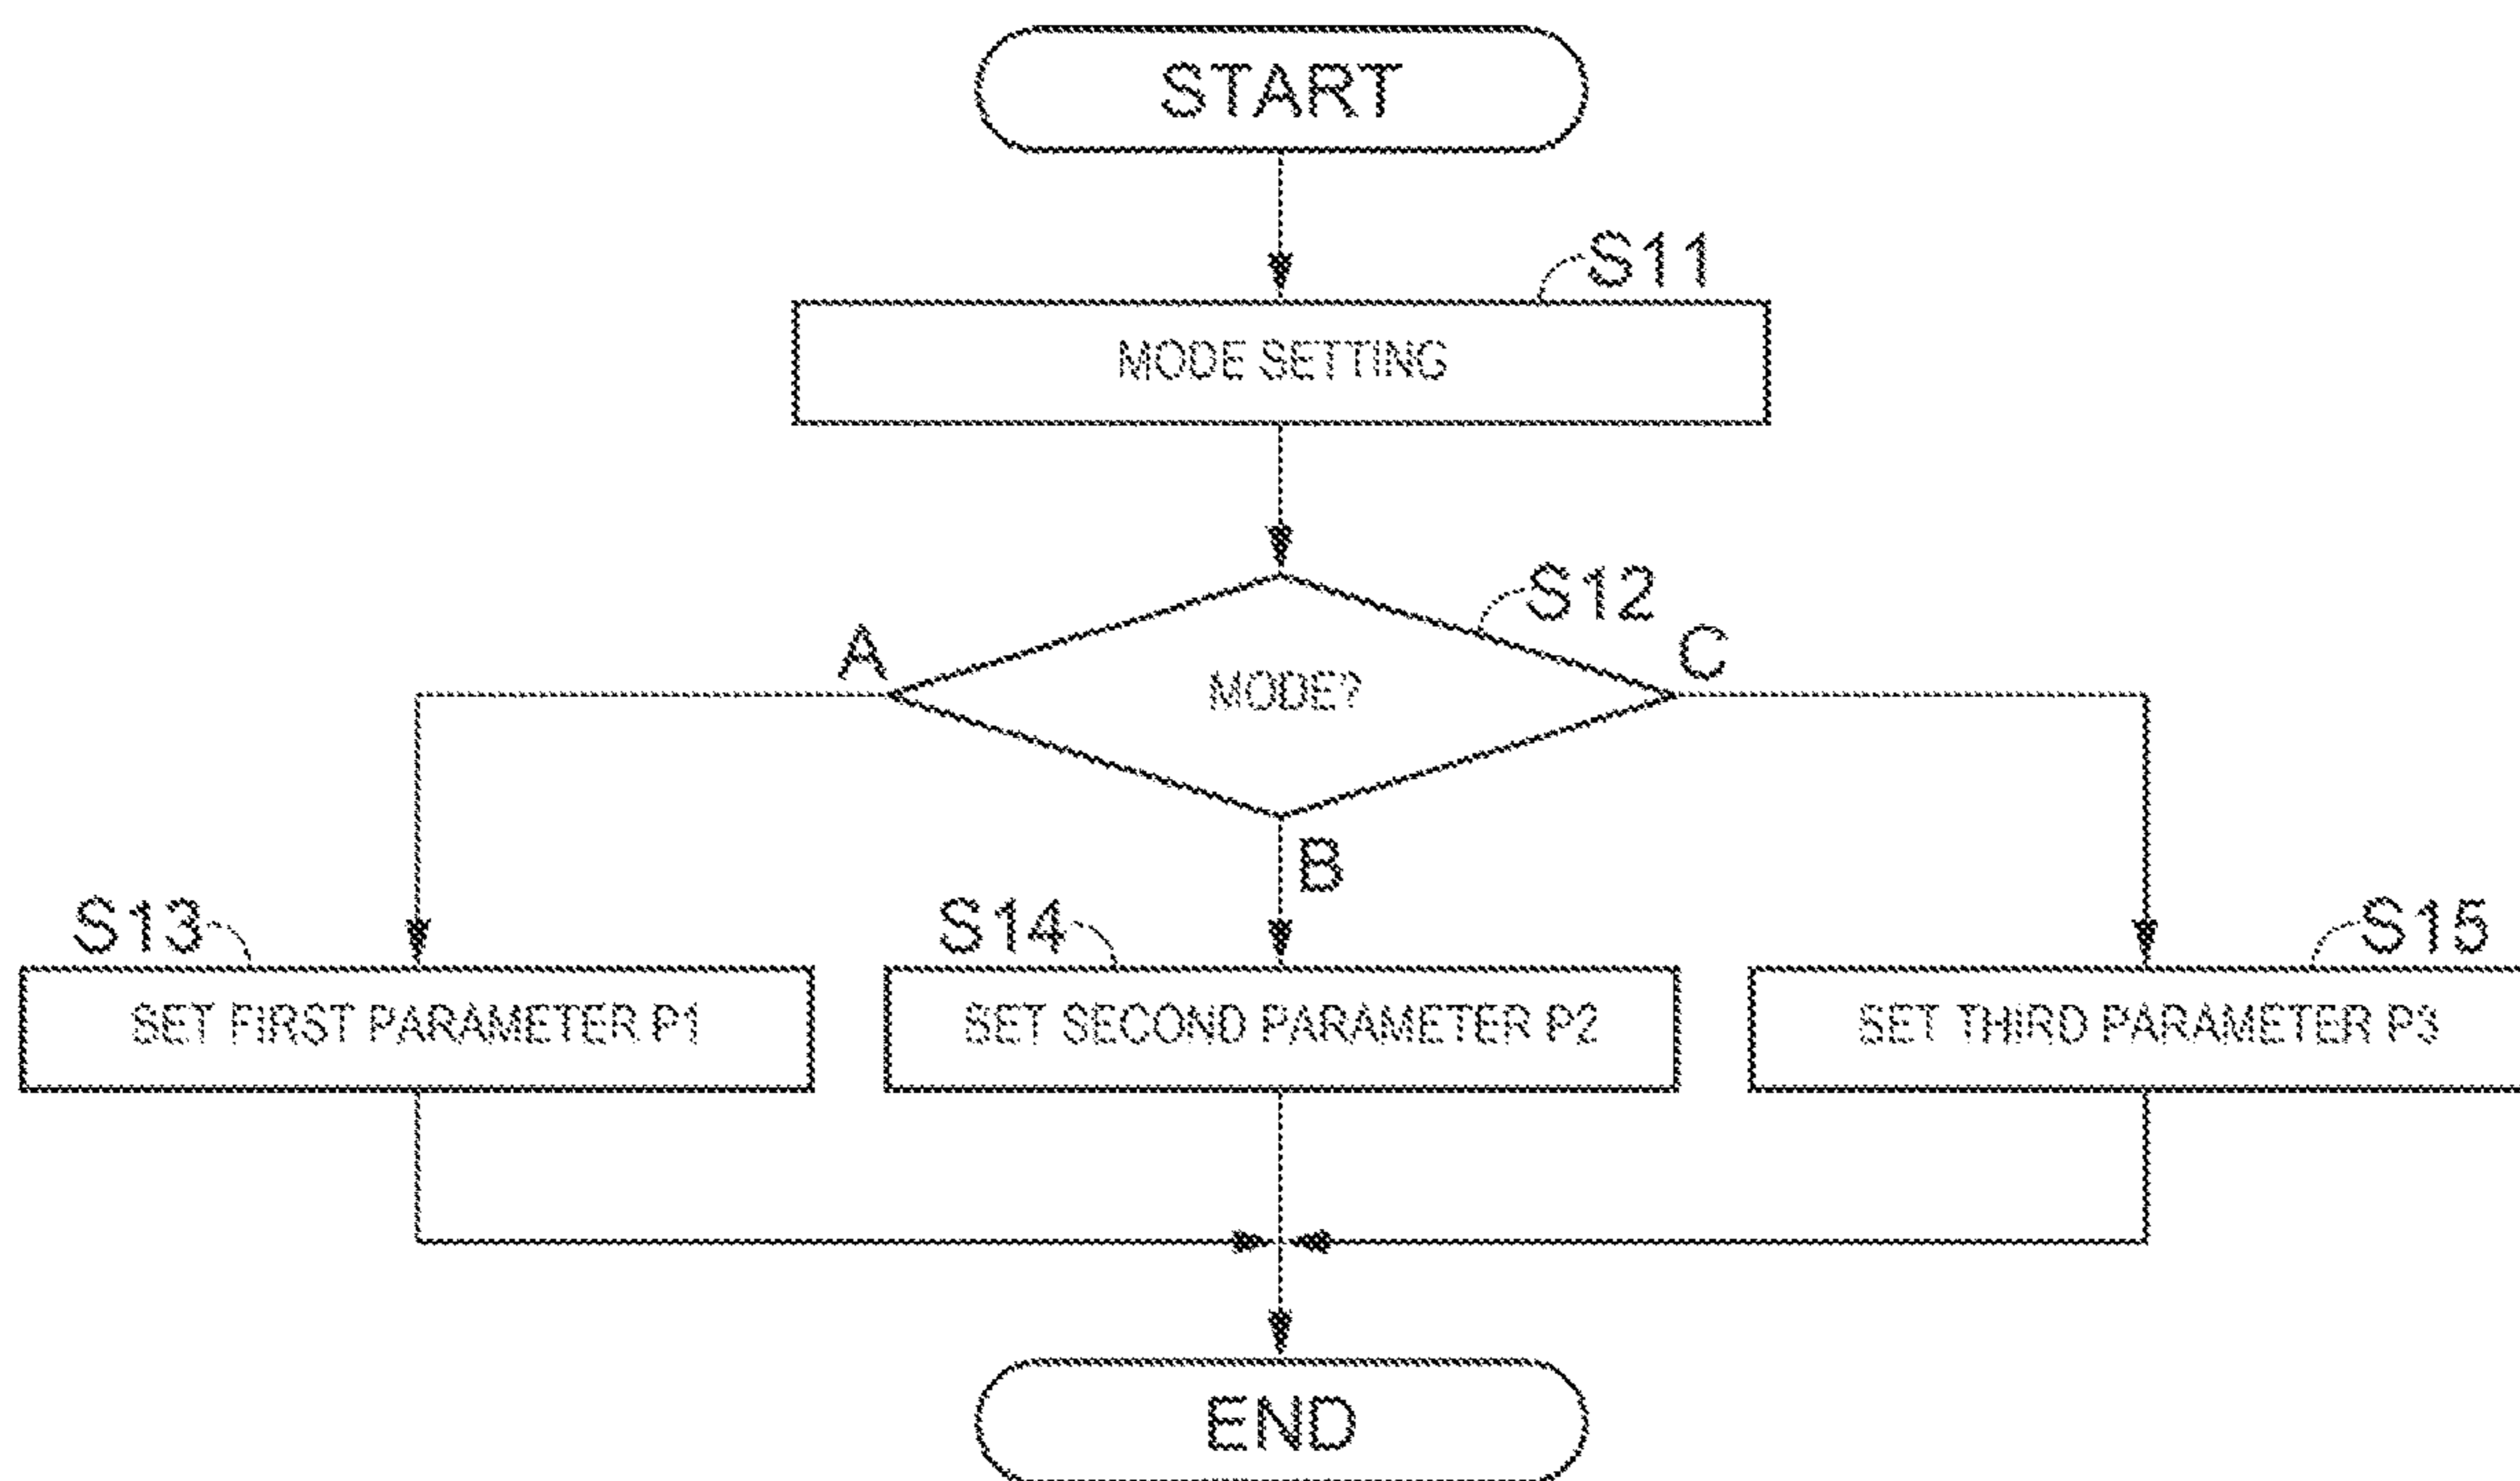 START
S11
MODE SETTING
S12
A
MODE?
C
B
S13
S14
S15
SET FIRST PARAMETER P1
SET SECOND PARAMETER P2
SET THIRD PARAMETER P3
END